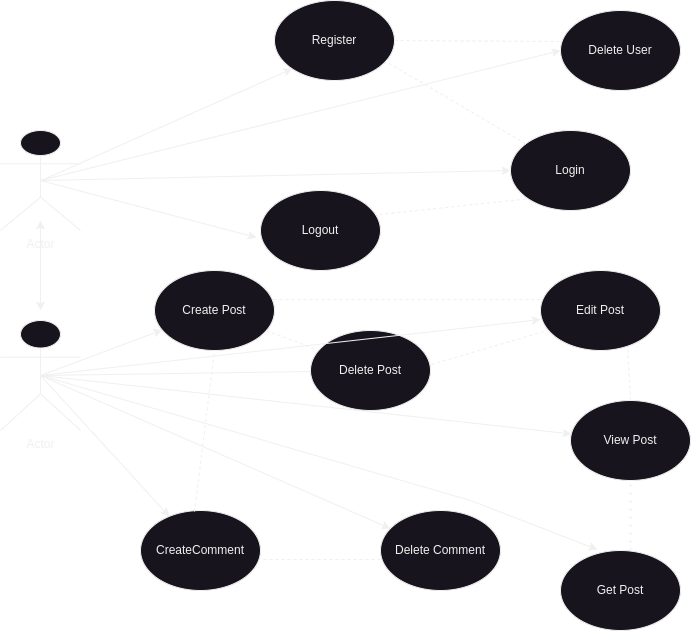 Register
Delete User
Login
Logout
Actor
Create Post
Edit Post
Delete Post
View Post
Actor
CreateComment
Delete Comment
Get Post